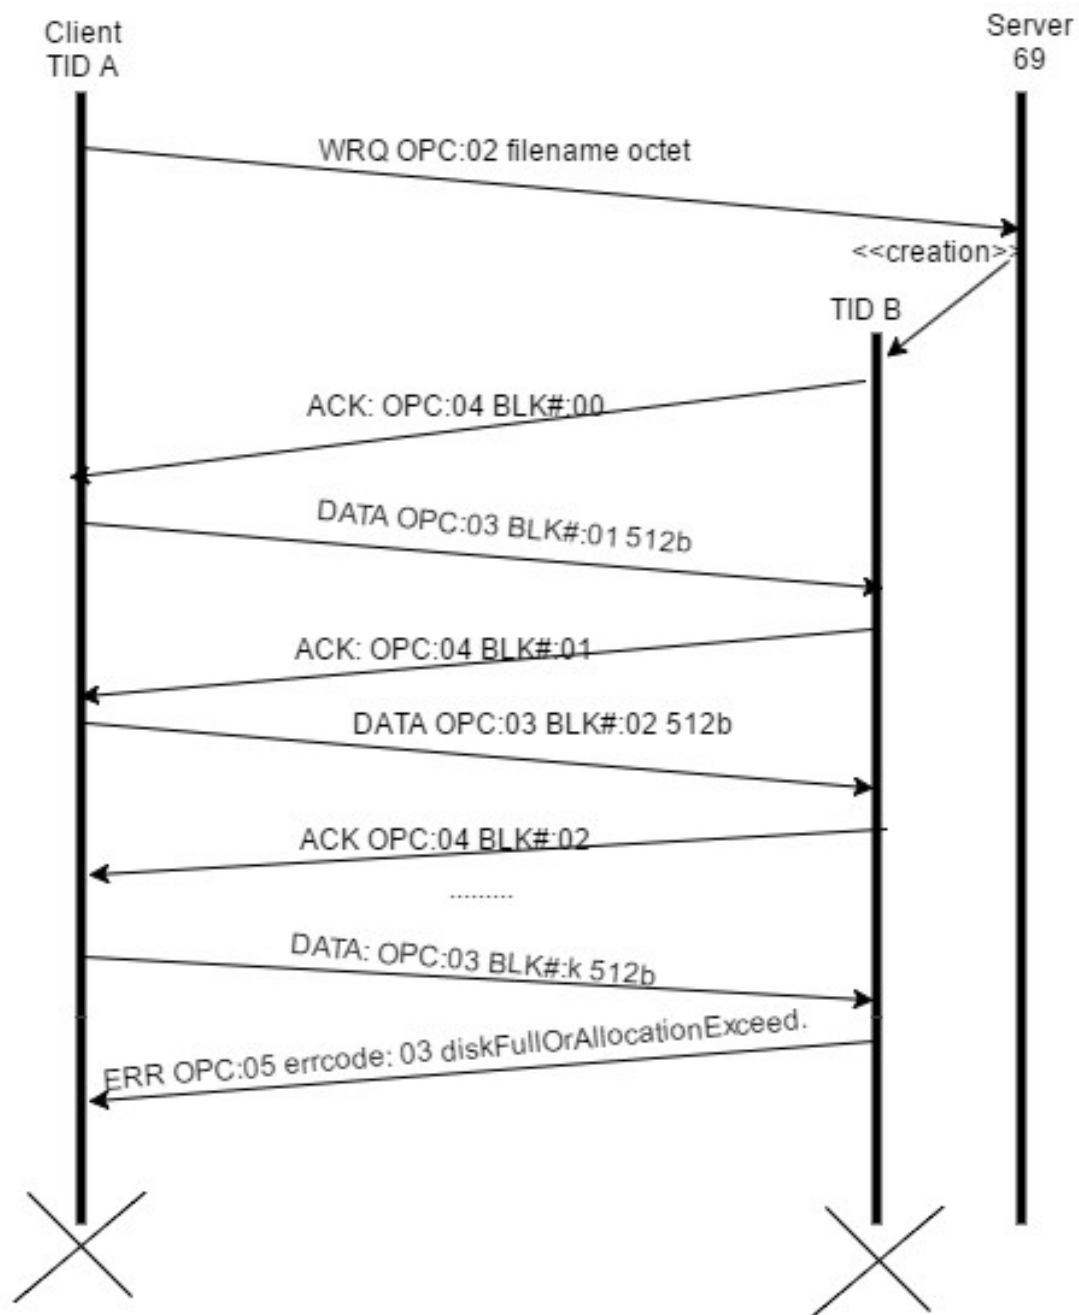 Client
TID A
Server
69
WRQ OPC:02 filename octet
<<creation>>
TID B
ACK: OPC:04 BLK#:00
DATA OPC:03 BLK#:01 512b
ACK: OPC:04 BLK#:01
DATA OPC:03 BLK#:02 512b
ACK OPC:04 BLK#:02
.........
DATA: OPC:03 BLK#:k 512b
ERR OPC:05 errcode: 03 diskFullOrAllocationExceed.